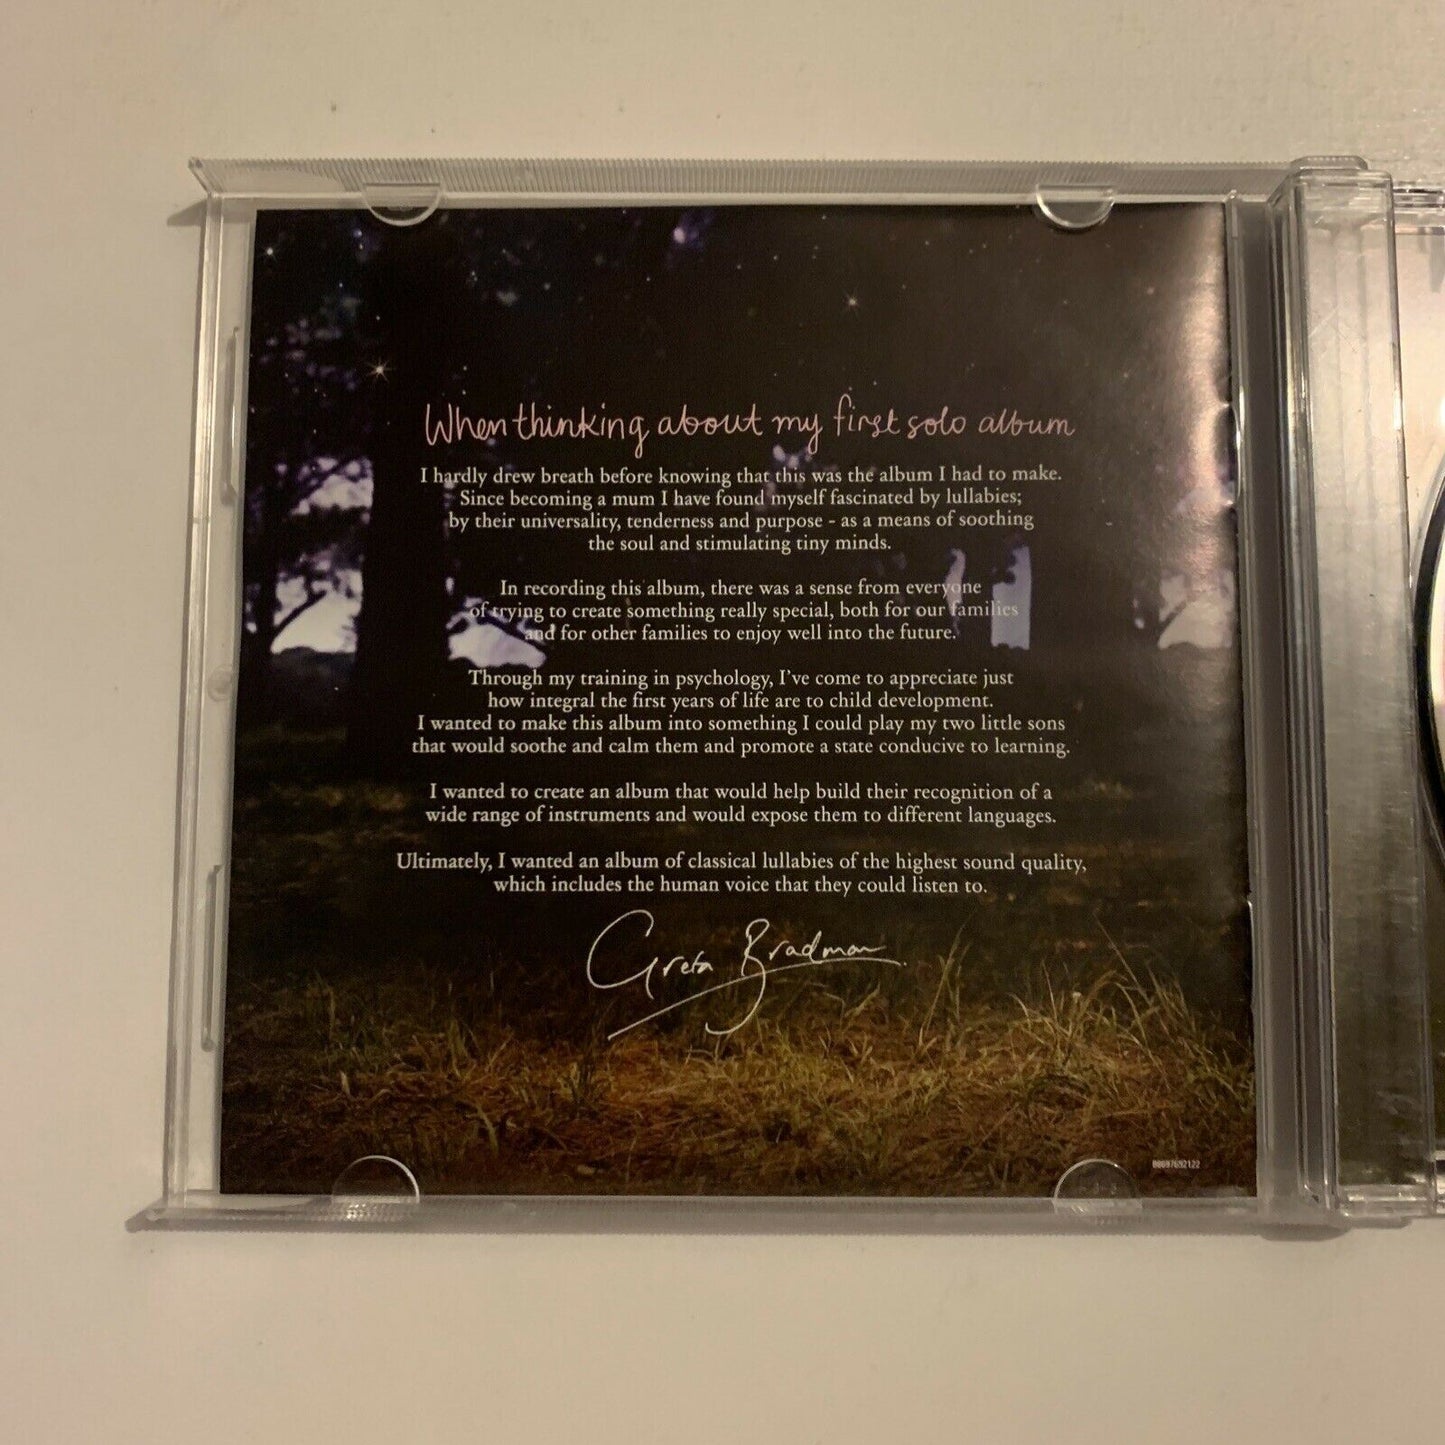 When thinking about my first solo album
I hardly drew breath before knowing that this was the album I had to make.
Since becoming a mum I have found myself fascinated by lullabies;
by their universality, tenderness and purpose - as a means of soothing
the soul and stimulating tiny minds.
In recording this album, there was a sense from everyone
of trying to create something really special, both for our families
and for other families to enjoy well into the future.
Through my training in psychology, I've come to appreciate just
how integral the first years of life are to child development.
I wanted to make this album into something I could play my two little sons
that would soothe and calm them and promote a state conducive to learning.
I wanted to create an album that would help build their recognition of a
wide range of instruments and would expose them to different languages.
Ultimately, I wanted an album of classical lullabies of the highest sound quality,
which includes the human voice that they could listen to.
Greta Bradman
88697692122